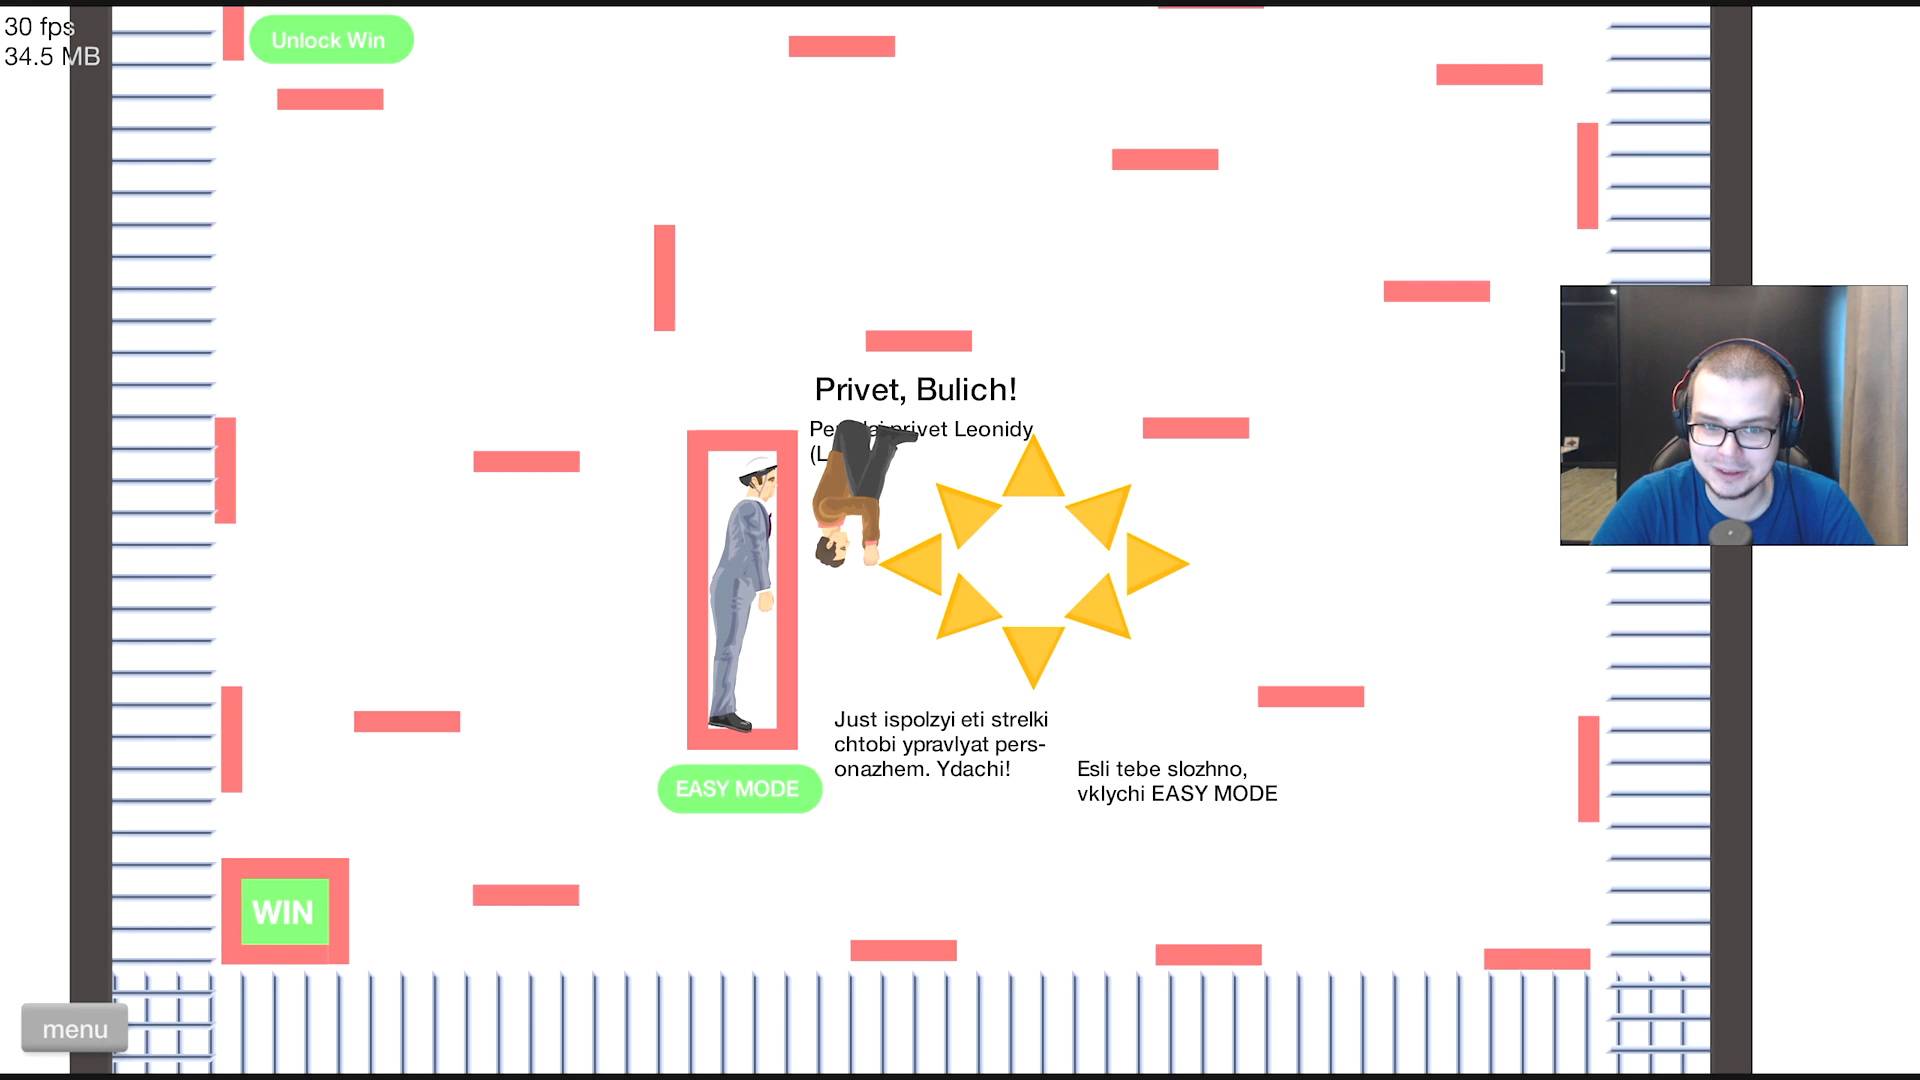 30 fps
34.5 MB
Unlock Win
Privet, Bulich!
privet Leonidy
EASY MODE
Just ispolzyi eti strelki
chtobi ypravlyat pers-
onazhem. Ydachi!
Esli tebe slozhno,
vklychi EASY MODE
WIN
menu